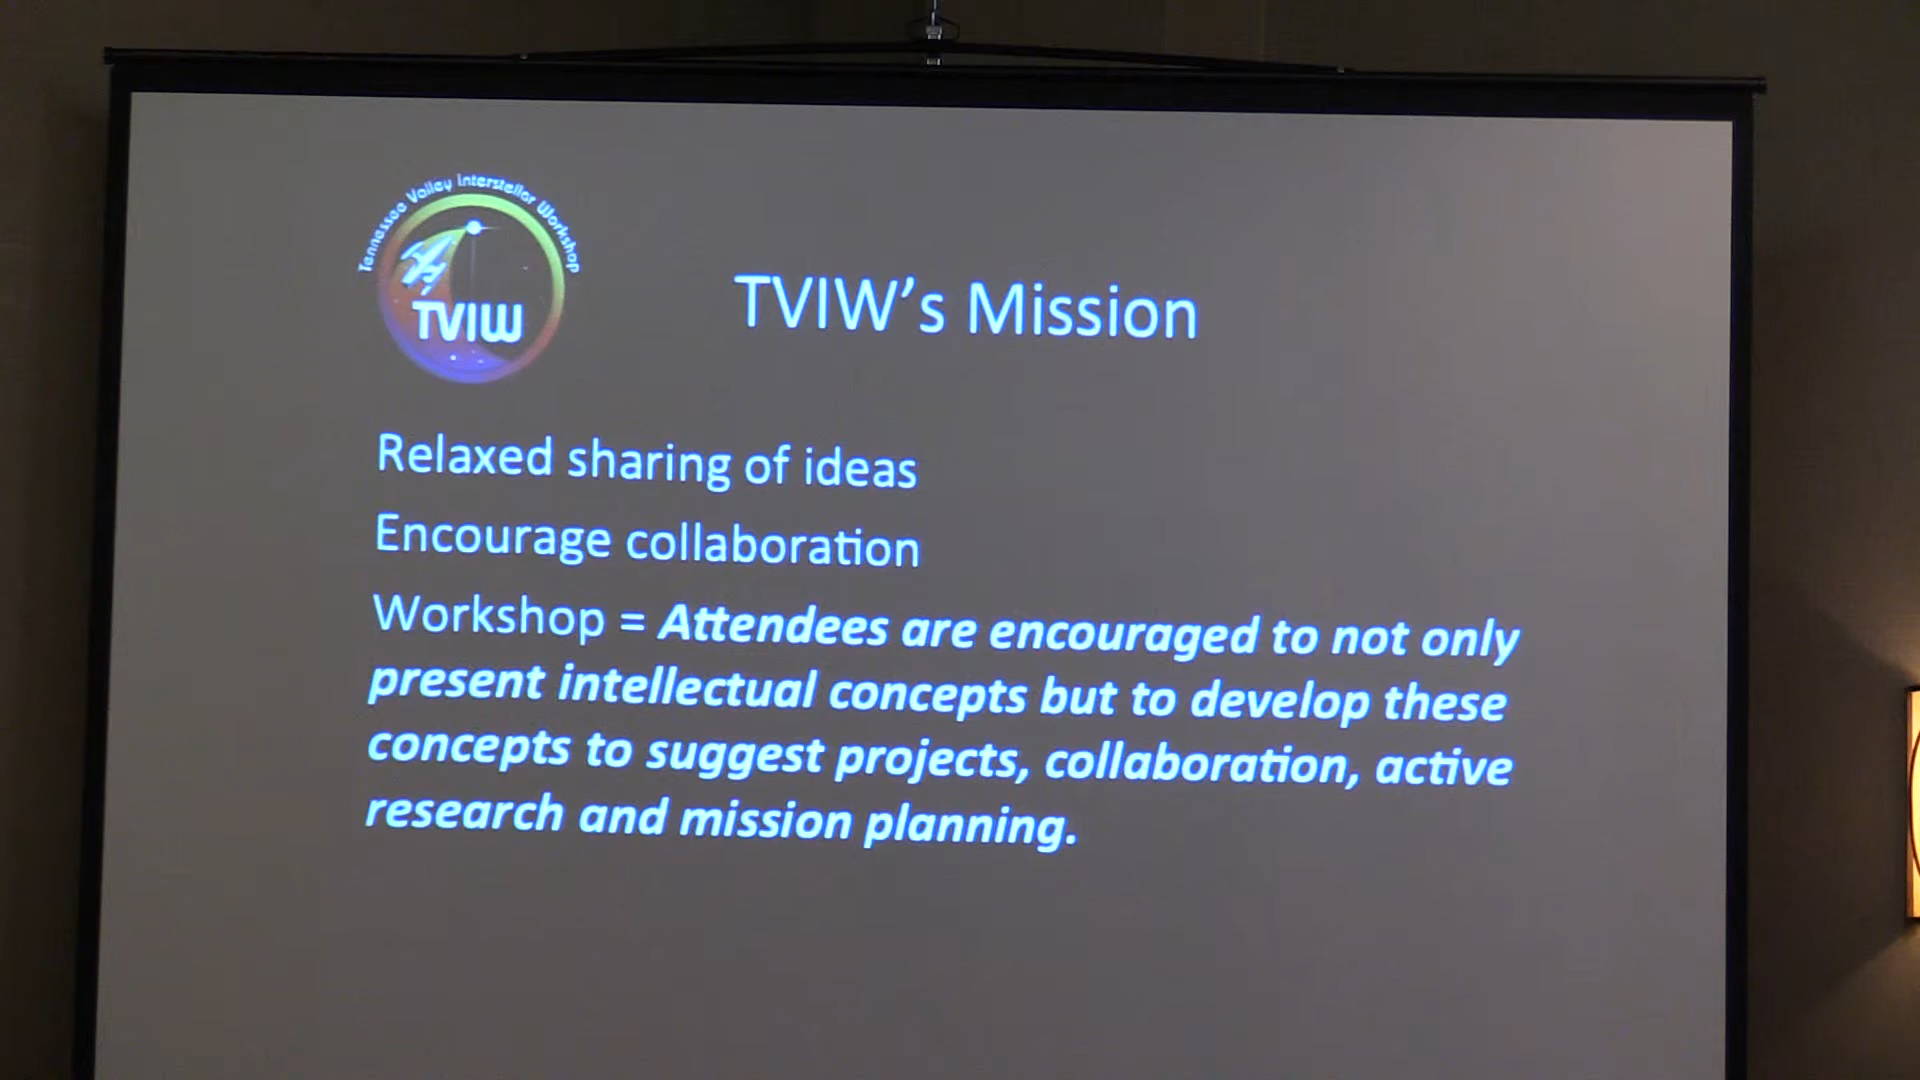 Tennessee Valley Interstellar Workshop
TVIW
TVIW’s Mission
Relaxed sharing of ideas
Encourage collaboration
Workshop = Attendees are encouraged to not only
present intellectual concepts but to develop these
concepts to suggest projects, collaboration, active
research and mission planning.